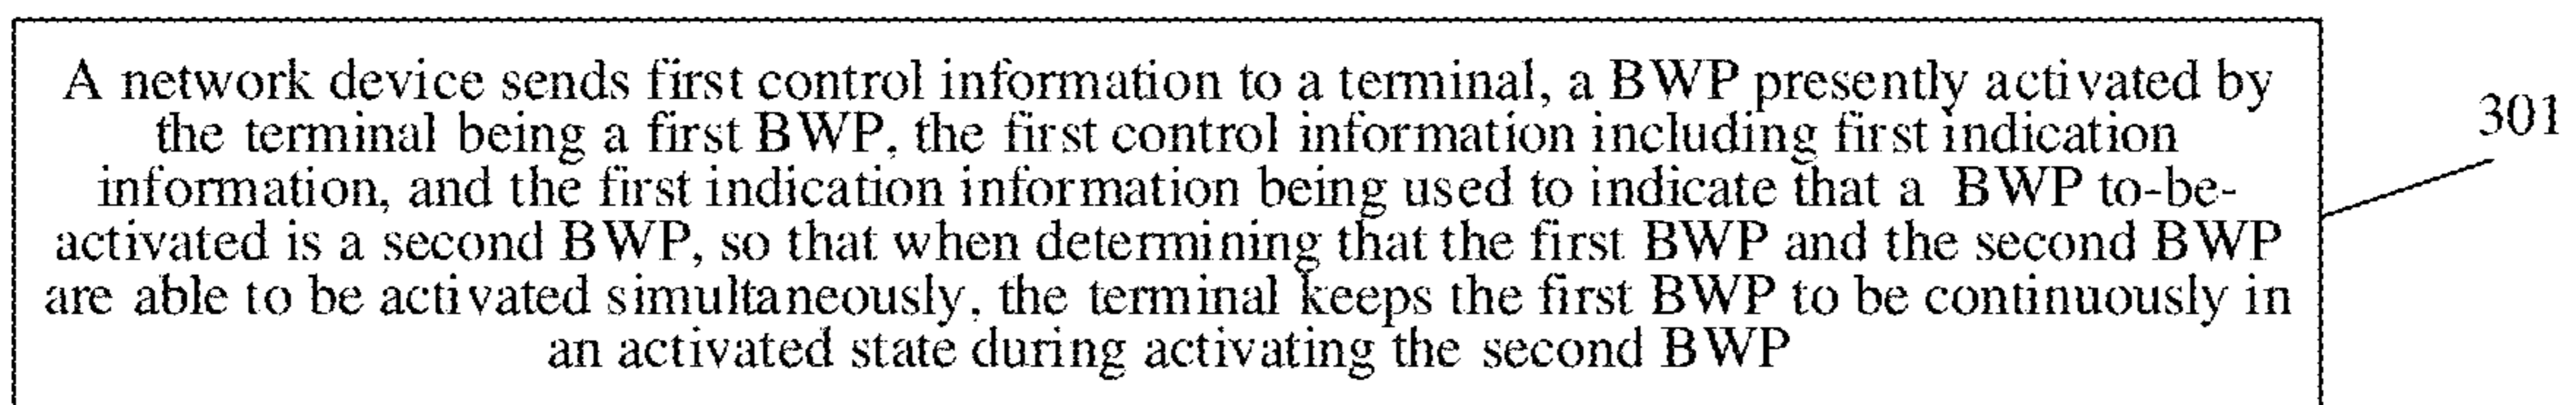 A network device sends first control information to a terminal, a BWP presently activated by
the terminal being a first BWP, the first control information including first indication
information, and the first indication information being used to indicate that a BWP to-be-
activated is a second BWP, so that when determining that the first BWP and the second BWP
are able to be activated simultaneously, the terminal keeps the first BWP to be continuously in
an activated state during activating the second BWP
301